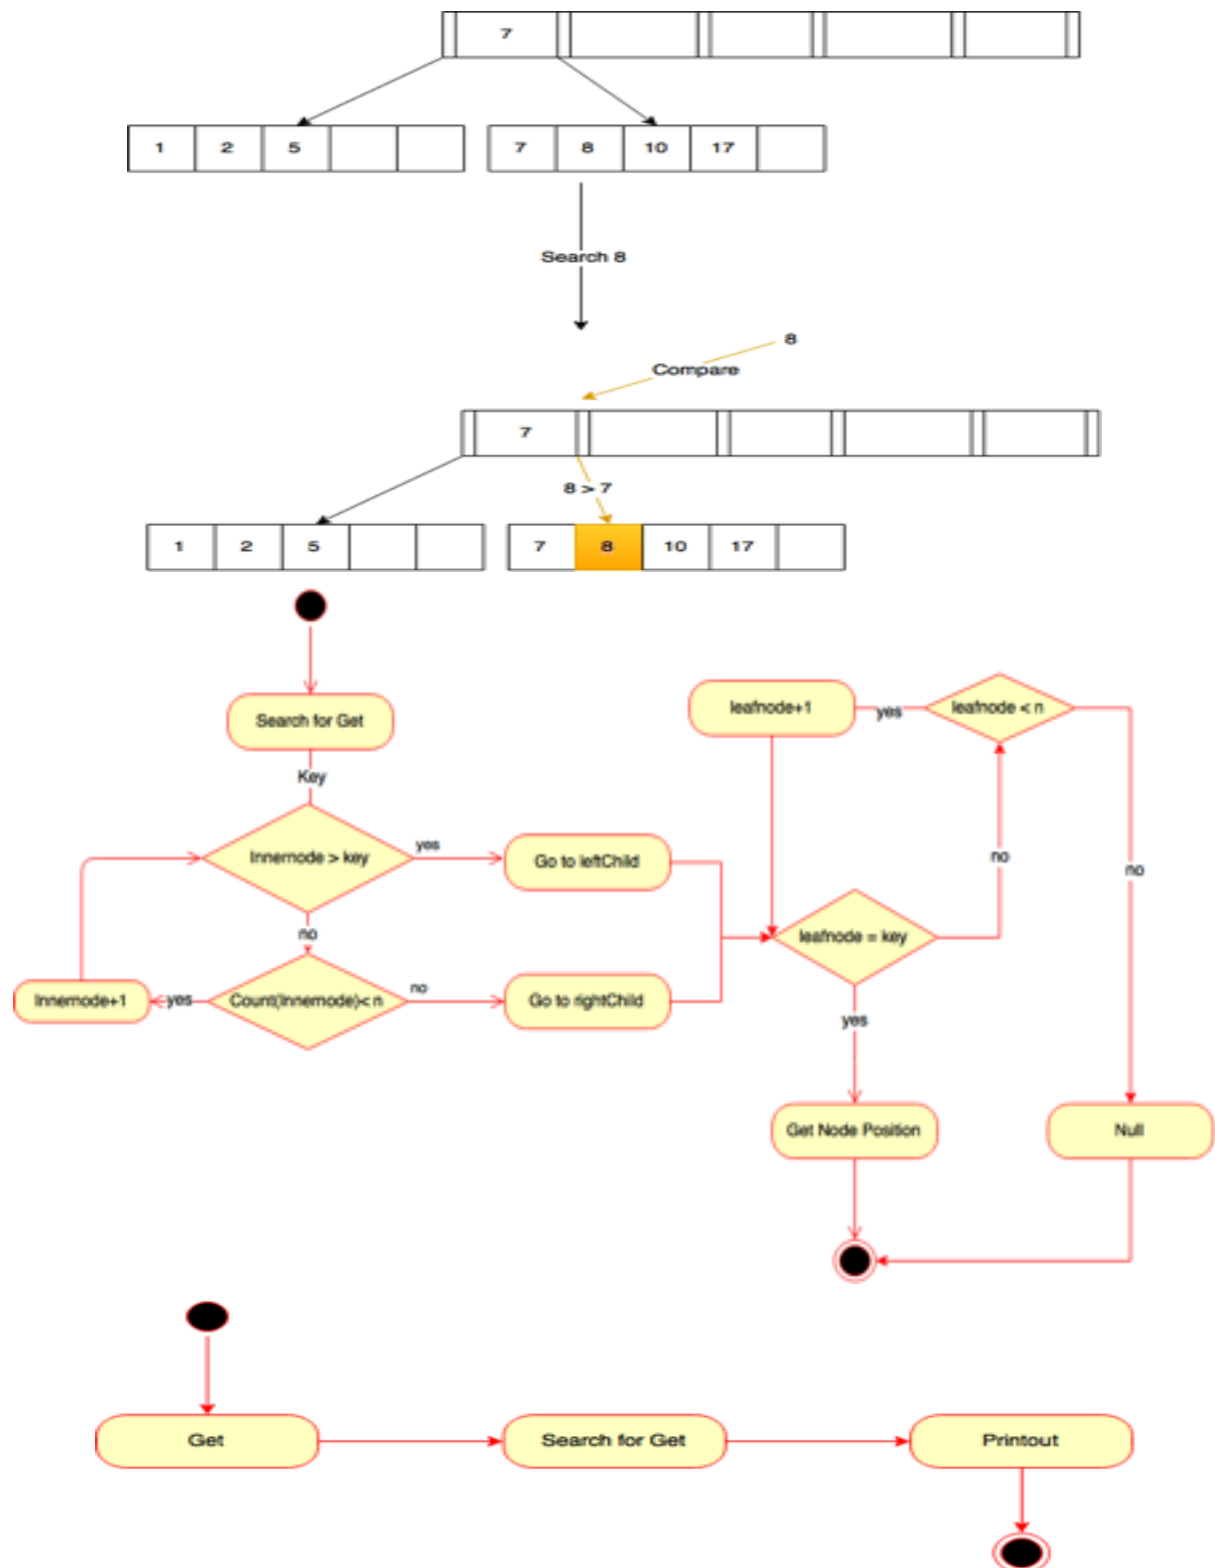 7
1 2 5 7 8 10 17
Search 8
8
Compare
7
8 > 7
1 2 5 7 8 10 17
Search for Get
leafnode+1
yes
leafnode < n
Key
Innernode > key
yes
Go to leftChild
no
no
no
leafnode = key
Innernode+1
yes
Count(Innernode)< n
no
Go to rightChild
yes
Get Node Position
Null
Get
Search for Get
Printout